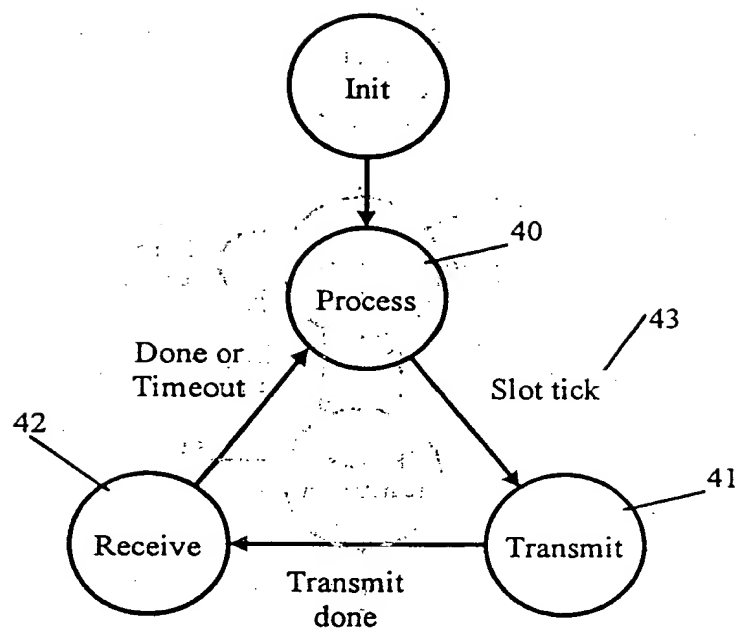 Init
40
Process
43
Done or
Timeout
Slot tick
42
41
Receive
Transmit
Transmit
done